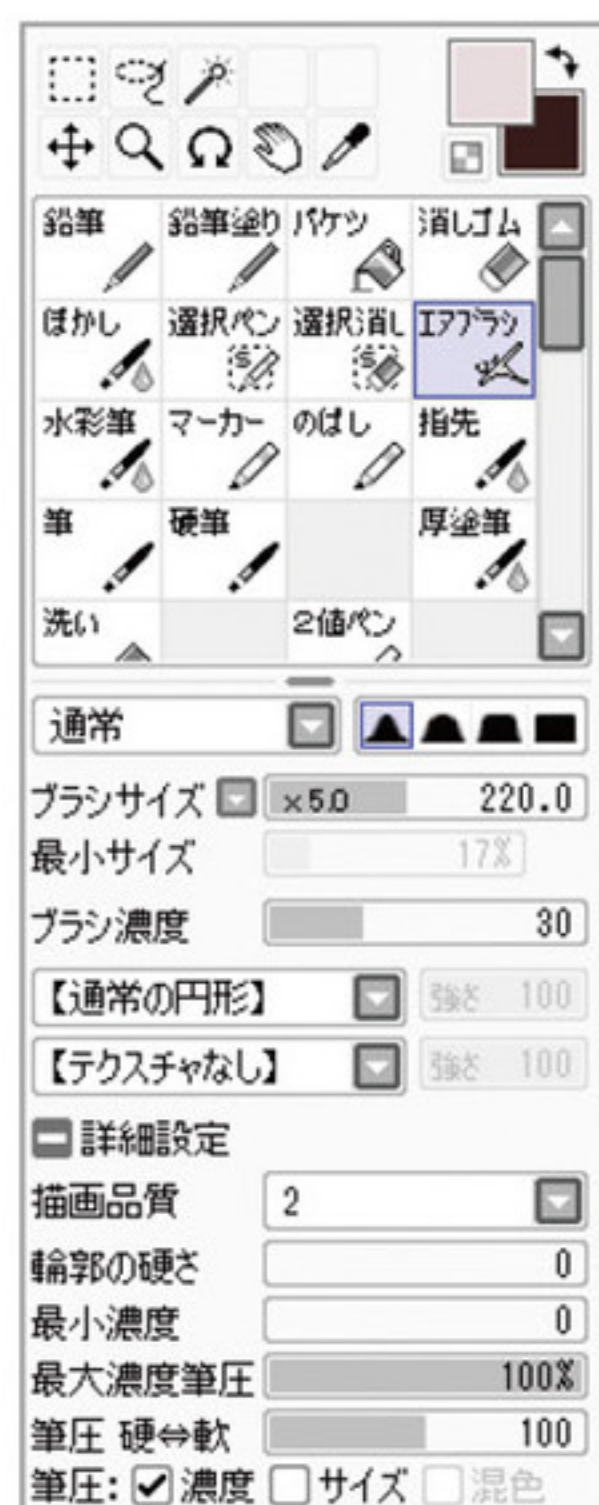 鉛筆 鉛筆塗り バケツ 消しゴム
ぼかし 選択ペン 選択消し エアブラシ
水彩筆 マーカー のばし 指先
筆 硬筆 厚塗筆
洗い 2値ペン
通常
ブラシサイズ ×5.0 220.0
最小サイズ 17%
ブラシ濃度 30
【通常の円形】 強さ 100
【テクスチャなし】 強さ 100
詳細設定
描画品質 2
輪郭の硬さ 0
最小濃度 0
最大濃度筆圧 100%
筆圧 硬⇔軟 100
筆圧: 濃度 サイズ 混色